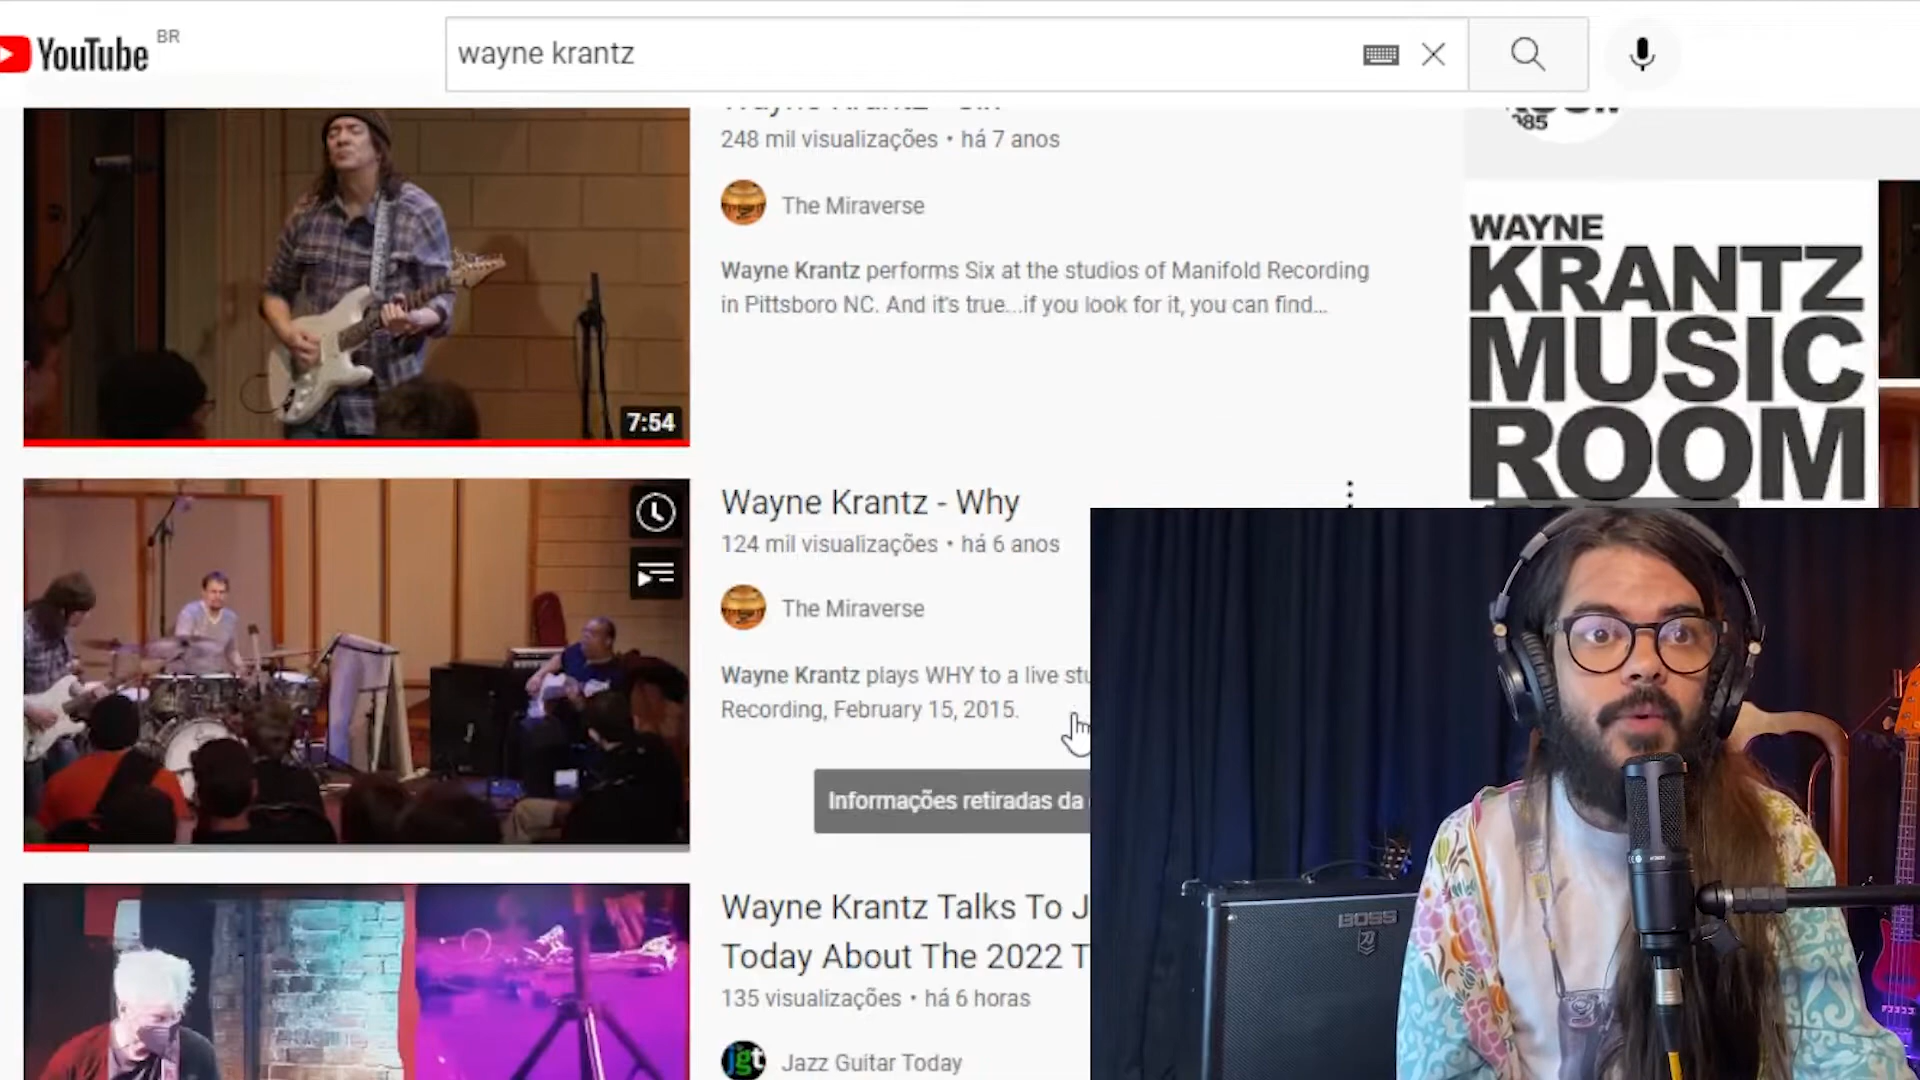 YouTube BR
wayne krantz
Wayne Krantz - Six
248 mil visualizações • há 7 anos
The Miraverse
Wayne Krantz performs Six at the studios of Manifold Recording
in Pittsboro NC. And it's true...if you look for it, you can find...
7:54
985
WAYNE
KRANTZ
MUSIC
ROOM
Wayne Krantz - Why
124 mil visualizações • há 6 anos
The Miraverse
Wayne Krantz plays WHY to a live
Recording, February 15, 2015.
Informações retiradas da
Wayne Krantz Talks To J
Today About The 2022 T
135 visualizações • há 6 horas
jgt
Jazz Guitar Today
BOSS